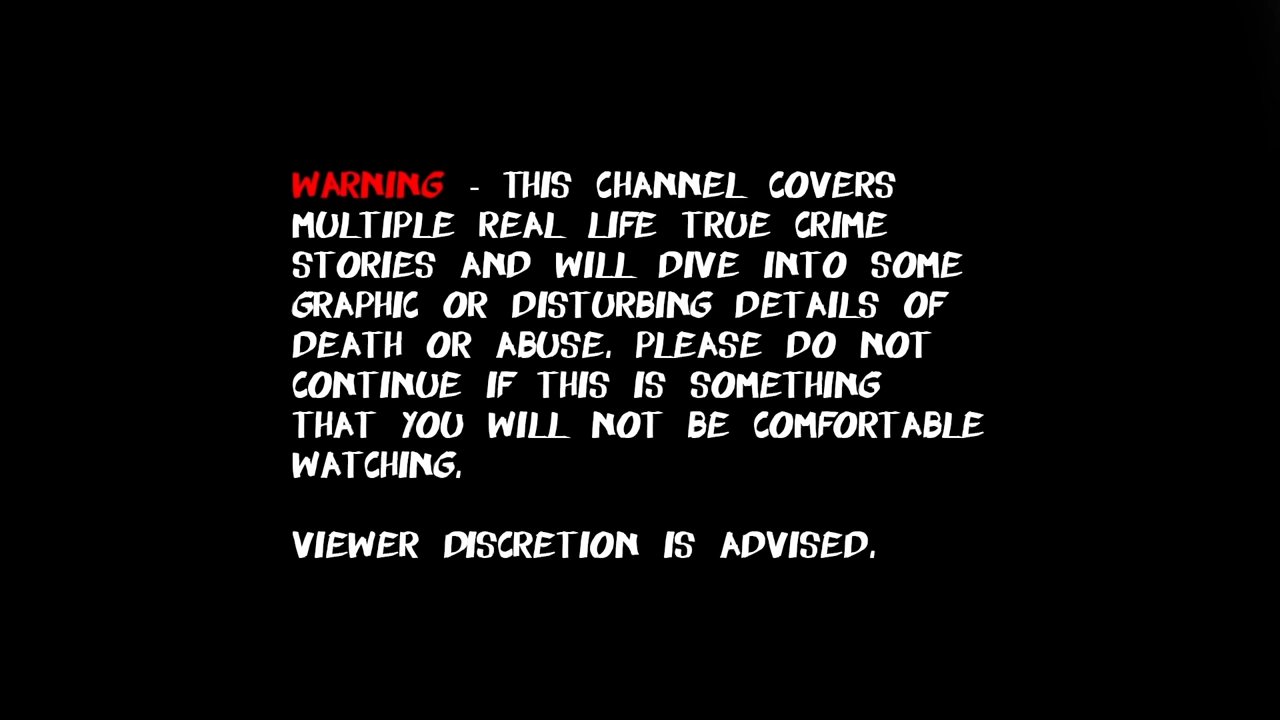 WARNING - THIS CHANNEL COVERS
MULTIPLE REAL LIFE TRUE CRIME
STORIES AND WILL DIVE INTO SOME
GRAPHIC OR DISTURBING DETAILS OF
DEATH OR ABUSE. PLEASE DO NOT
CONTINUE IF THIS IS SOMETHING
THAT YOU WILL NOT BE COMFORTABLE
WATCHING.
VIEWER DISCRETION IS ADVISED.